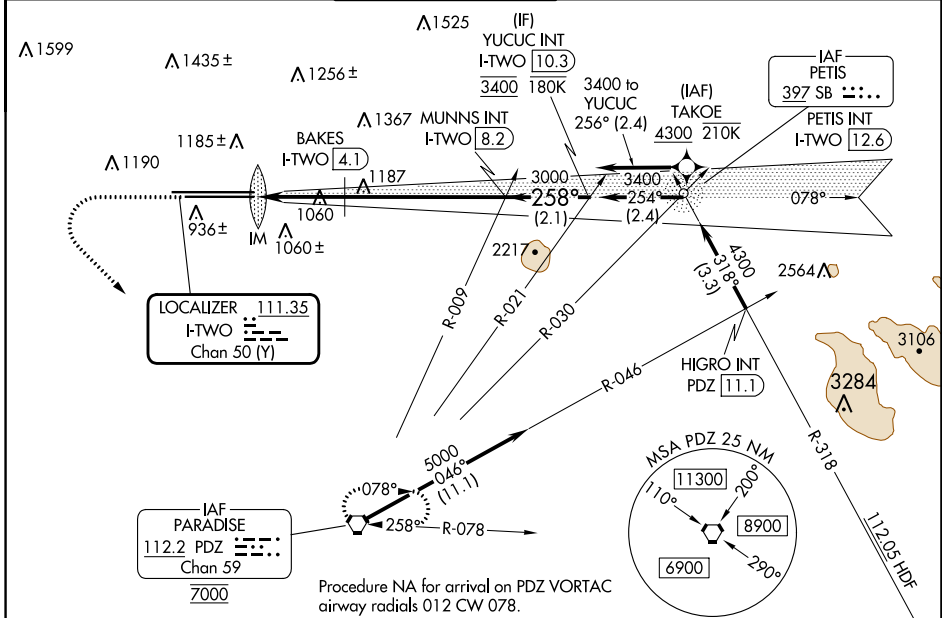 1525
1599
1435 ±
1256 ±
(IF)
YUCUC INT
I-TWO 10.3
3400 180K
3400 to
YUCUC
256° (2.4)
(IAF)
TAKOE
4300 210K
IAF
PETIS
397 SB
PETIS INT
I-TWO 12.6
MUNNS INT
I-TWO 8.2
1367
1185 ±
BAKES
I-TWO 4.1
1190
1187
3000
258°
(2.1)
3400
254°
(2.4)
078°
1060
936 ±
IM
1060 ±
2217
4300
318°
(3.3)
2564
LOCALIZER 111.35
I-TWO
Chan 50 (Y)
R-009
R-021
R-030
R-046
HIGRO INT
PDZ 11.1
3106
3284
R-318
112.05 HDF
5000
046°
(11.1)
078°
258°
R-078
IAF
PARADISE
112.2 PDZ
Chan 59
7000
MSA PDZ 25 NM
11300
110°
200°
8900
6900
290°
Procedure NA for arrival on PDZ VORTAC
airway radials 012 CW 078.